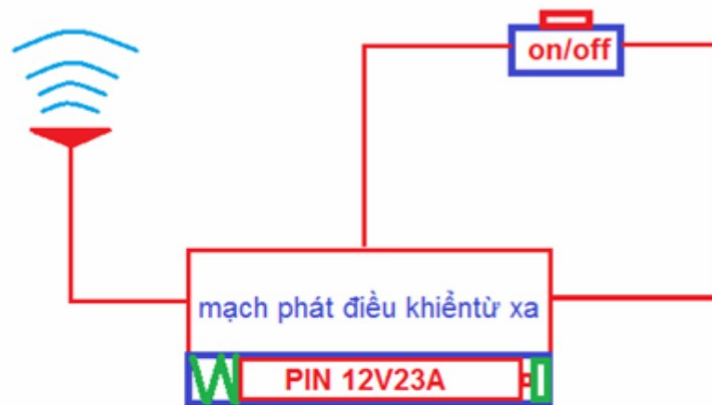 on/off
mạch phát điều khiểntừ xa
PIN 12V23A